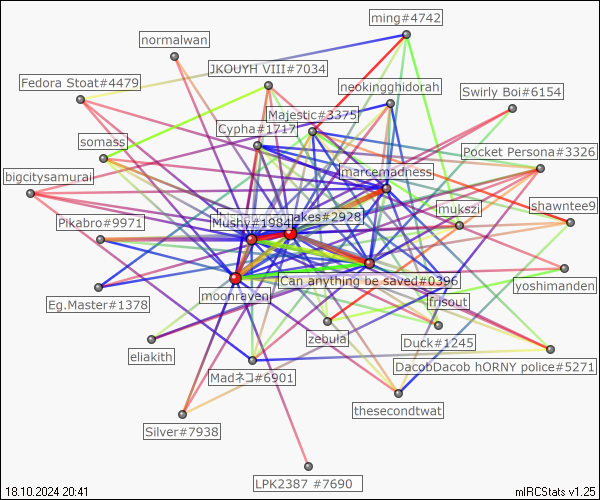 ming#4742
normalwan
JKOUYH VIII#7034
Fedora Stoat#4479
neokingghidorah
Swirly Boi#6154
Majestic#3375
Cypha#1717
somass
Pocket Persona#3326
marcemadness
bigcitysamurai
mukszi
shawntee9
akes#2928
Mushy#1984
Pikabro#9971
Can anything be saved#0396
yoshimanden
moonraven
Eg.Master#1378
frisout
zebula
Duck#1245
eliakith
DacobDacob hORNY police#5271
Madネコ#6901
thesecondtwat
Silver#7938
LPK2387 #7690
18.10.2024 20:41
mIRCStats v1.25